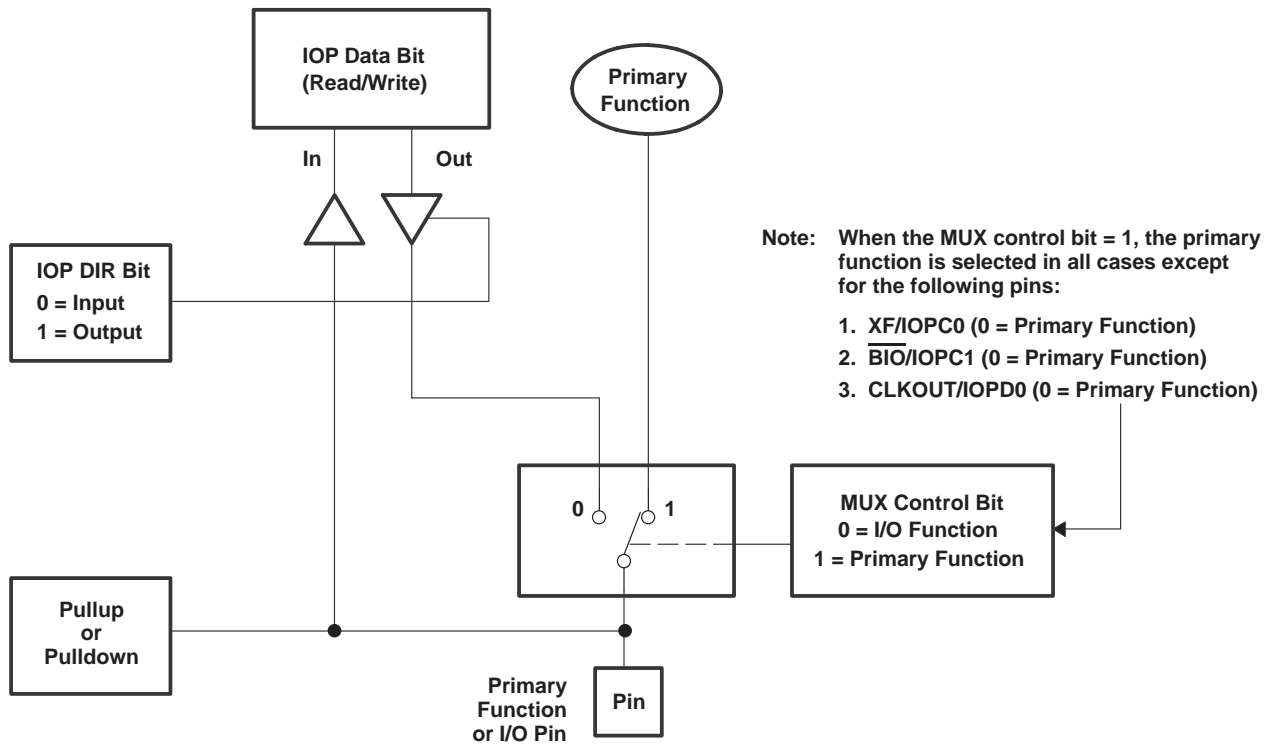 IOP Data Bit
(Read/Write)
Primary
Function
In
Out
IOP DIR Bit
0 = Input
1 = Output
Note: When the MUX control bit = 1, the primary
function is selected in all cases except
for the following pins:
1. XF/IOPC0 (0 = Primary Function)
2. B̅I̅O̅/IOPC1 (0 = Primary Function)
3. CLKOUT/IOPD0 (0 = Primary Function)
0
1
MUX Control Bit
0 = I/O Function
1 = Primary Function
Pullup
or
Pulldown
Primary
Function
or I/O Pin
Pin